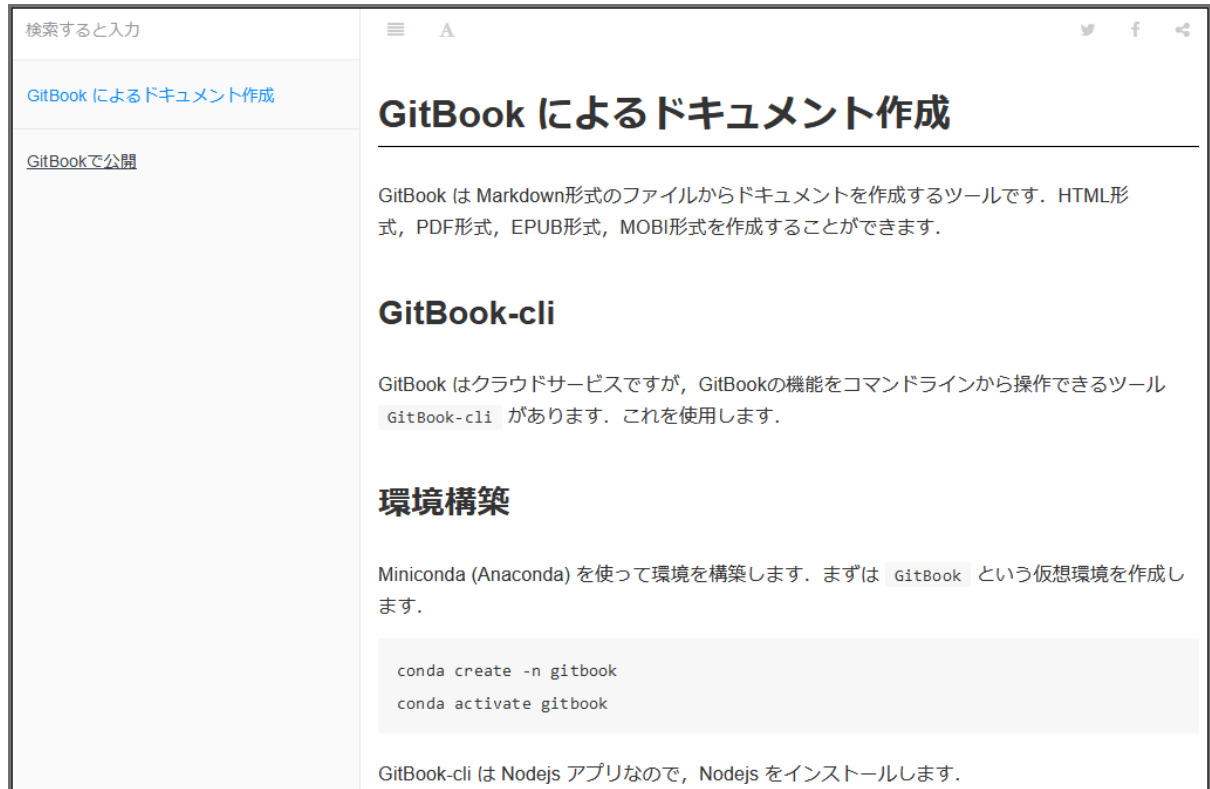 検索すると入力
A
GitBook によるドキュメント作成
GitBookで公開
GitBook によるドキュメント作成
GitBook は Markdown形式のファイルからドキュメントを作成するツールです．HTML形
式，PDF形式，EPUB形式，MOBI形式を作成することができます．
GitBook-cli
GitBook はクラウドサービスですが，GitBookの機能をコマンドラインから操作できるツール
GitBook-cli があります．これを使用します．
環境構築
Miniconda (Anaconda) を使って環境を構築します．まずは GitBook という仮想環境を作成し
ます．
conda create -n gitbook
conda activate gitbook
GitBook-cli は Nodejs アプリなので，Nodejs をインストールします．